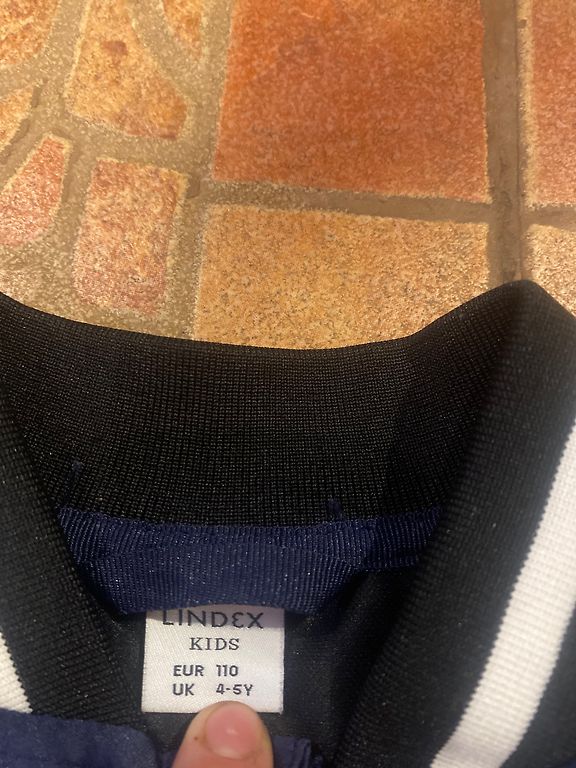 LINDEX
KIDS
EUR 110
UK 4-5Y